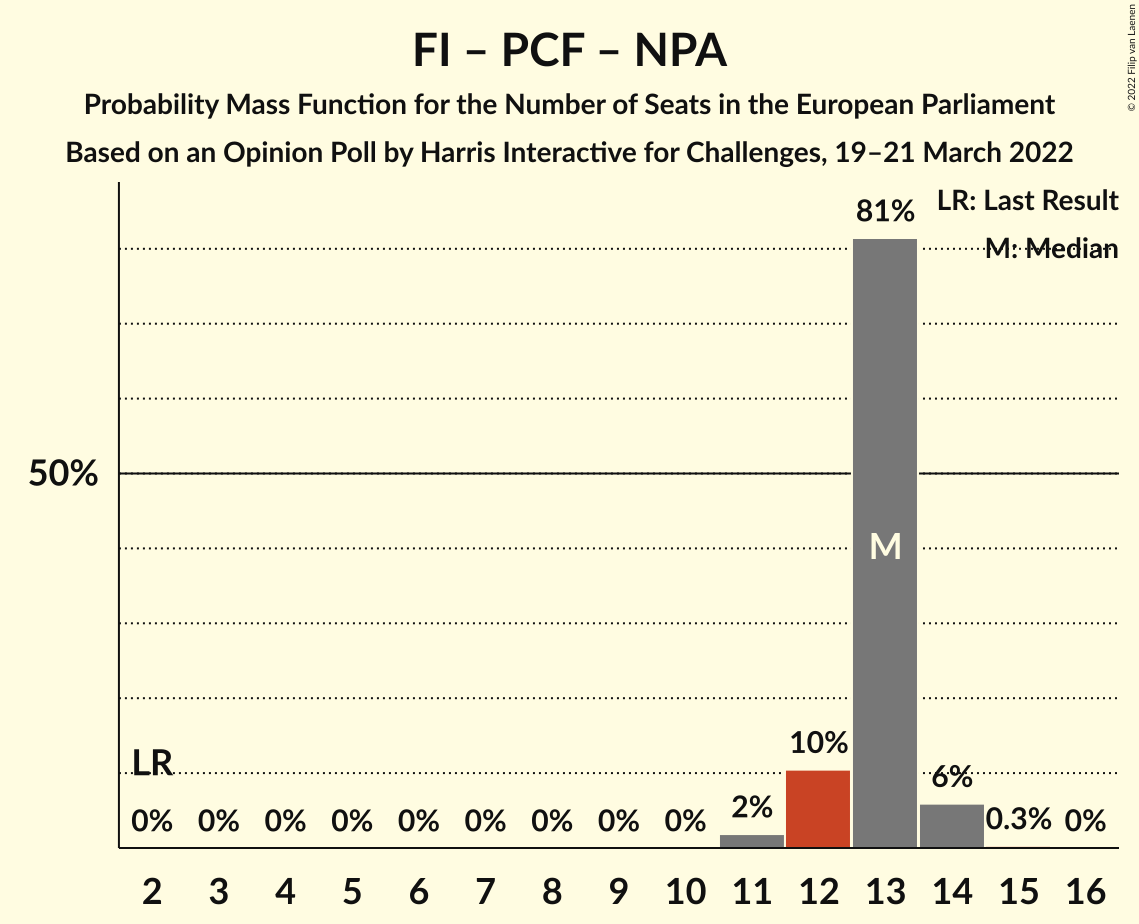 FI – PCF – NPA
Probability Mass Function for the Number of Seats in the European Parliament
Based on an Opinion Poll by Harris Interactive for Challenges, 19–21 March 2022
© 2022 Filip van Laenen
LR: Last Result
M: Median
81%
50%
M
LR
10%
6%
2%
0% 0% 0% 0% 0% 0% 0% 0% 0% 0.3% 0%
2 3 4 5 6 7 8 9 10 11 12 13 14 15 16